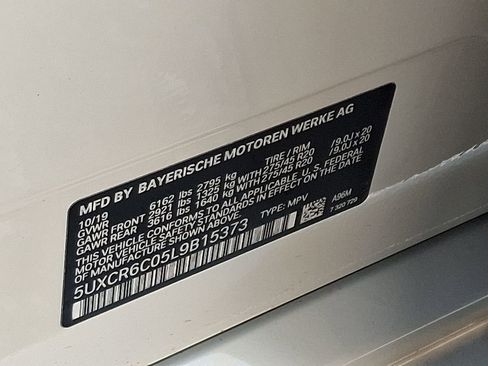 MFD BY BAYERISCHE MOTOREN WERKE AG
10/19 TIRE / RIM
GVWR 6162 lbs 2795 kg
GAWR FRONT 2921 lbs 1325 kg WITH 275/45 R20 /9.0J x 20
GAWR REAR 3616 lbs 1640 kg WITH 275/45 R20 /9.0J x 20
THIS VEHICLE CONFORMS TO ALL APPLICABLE U.S. FEDERAL
MOTOR VEHICLE SAFETY STANDARDS IN EFFECT ON THE DATE
OF MANUFACTURE SHOWN ABOVE.
5UXCR6C05L9B15373 TYPE: MPV
A96M
7 320 729